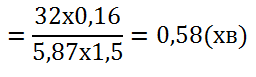 = 32x0,16 / 5,87x1,5 = 0,58(хв)